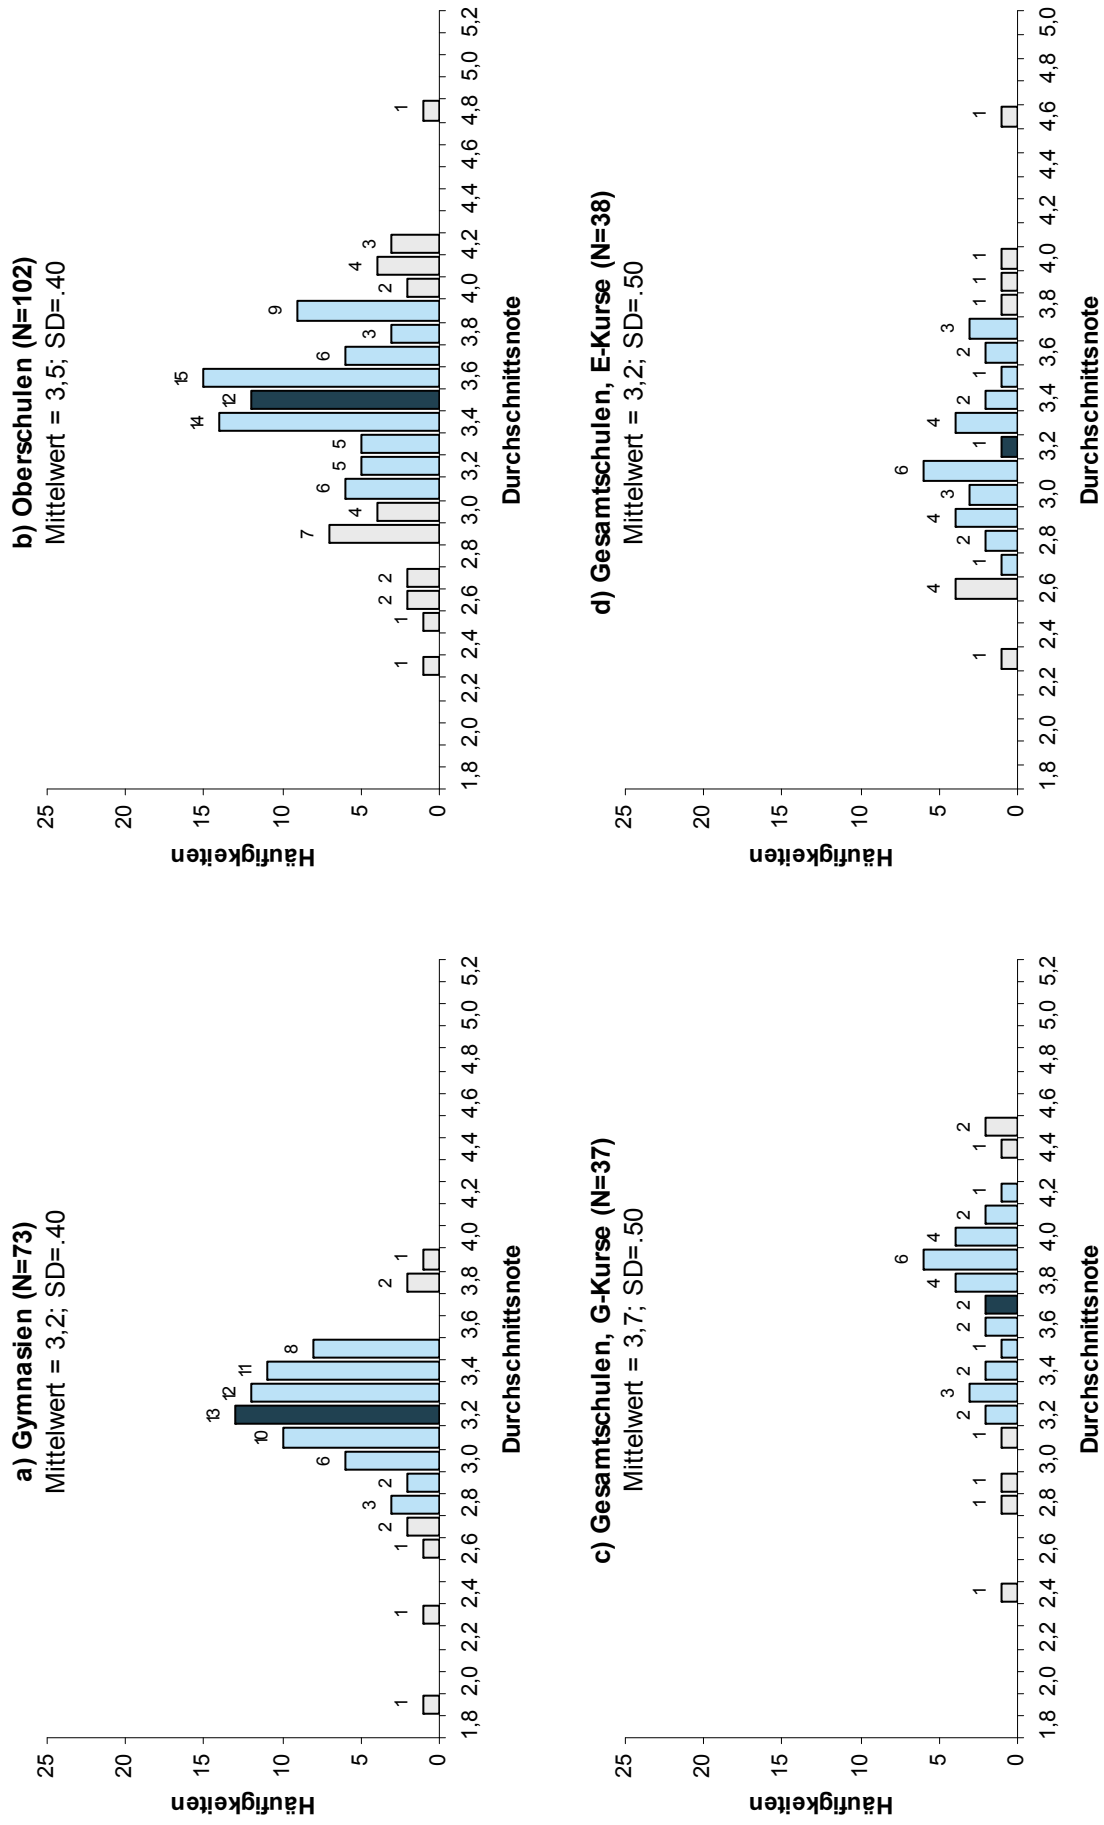 a) Gymnasien (N=73)
Mittelwert = 3,2; SD=.40
Häufigkeiten
25
20
15
10
5
0
1 1 1 2 3 2 6 10 13 12 11 8 2 1
1,8 2,0 2,2 2,4 2,6 2,8 3,0 3,2 3,4 3,6 3,8 4,0 4,2 4,4 4,6 4,8 5,0 5,2
Durchschnittsnote
b) Oberschulen (N=102)
Mittelwert = 3,5; SD=.40
Häufigkeiten
25
20
15
10
5
0
1 1 2 2 7 4 6 5 5 14 12 15 6 3 9 2 4 3 1
1,8 2,0 2,2 2,4 2,6 2,8 3,0 3,2 3,4 3,6 3,8 4,0 4,2 4,4 4,6 4,8 5,0 5,2
Durchschnittsnote
c) Gesamtschulen, G-Kurse (N=37)
Mittelwert = 3,7; SD=.50
Häufigkeiten
25
20
15
10
5
0
1 1 1 1 2 3 2 1 2 2 4 6 4 2 1 1 2
1,8 2,0 2,2 2,4 2,6 2,8 3,0 3,2 3,4 3,6 3,8 4,0 4,2 4,4 4,6 4,8 5,0 5,2
Durchschnittsnote
d) Gesamtschulen, E-Kurse (N=38)
Mittelwert = 3,2; SD=.50
Häufigkeiten
25
20
15
10
5
0
1 4 1 2 4 3 6 1 4 2 1 2 3 1 1 1 1
1,8 2,0 2,2 2,4 2,6 2,8 3,0 3,2 3,4 3,6 3,8 4,0 4,2 4,4 4,6 4,8 5,0
Durchschnittsnote